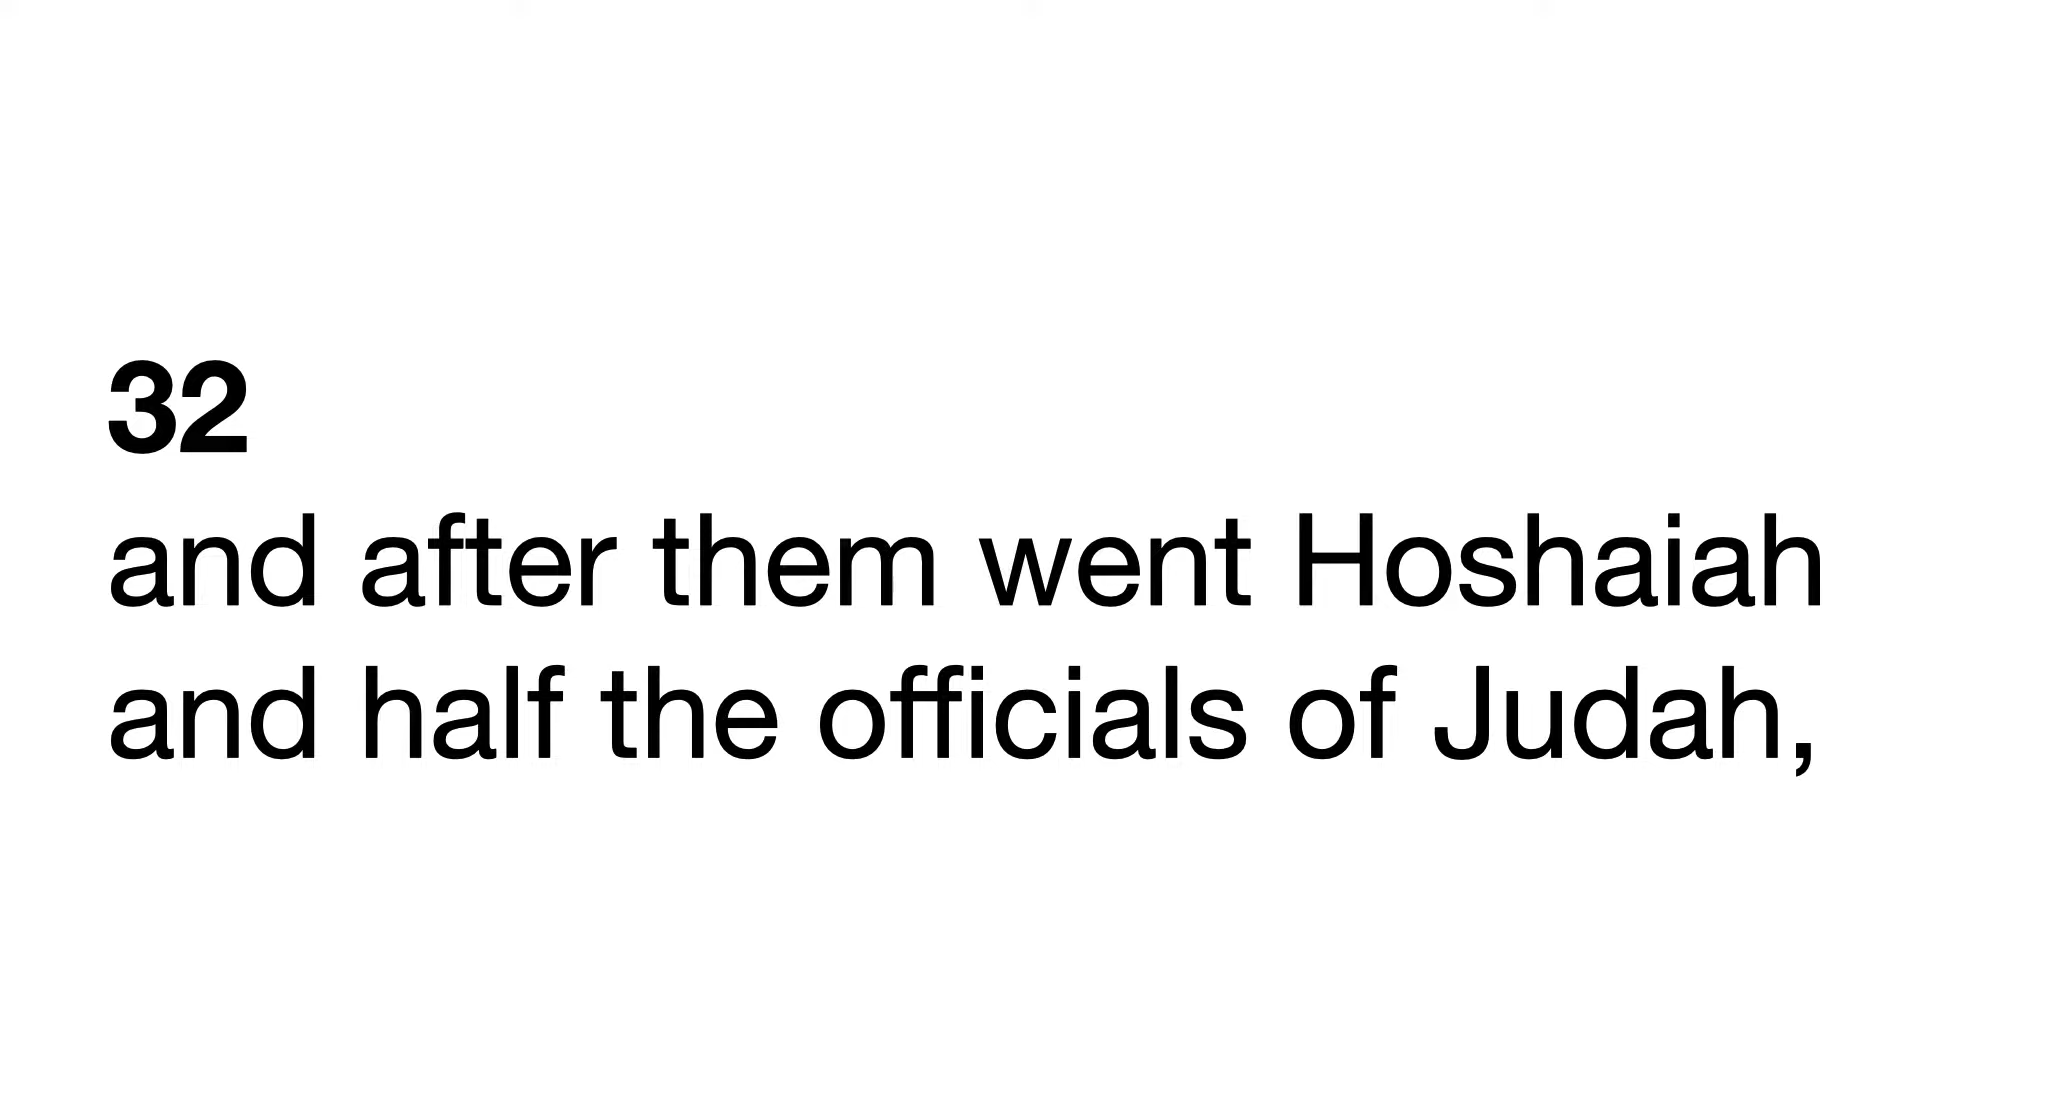 32
and after them went Hoshaiah
and half the officials of Judah,